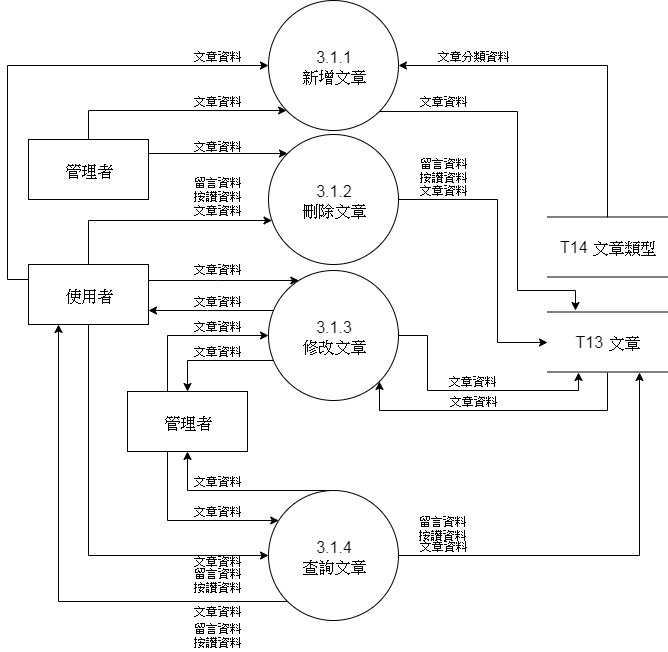 3.1.1
新增文章
文章資料
文章分類資料
文章資料
文章資料
管理者
文章資料
3.1.2
刪除文章
留言資料
按讚資料
文章資料
留言資料
按讚資料
文章資料
T14 文章類型
使用者
文章資料
文章資料
3.1.3
修改文章
文章資料
文章資料
T13 文章
文章資料
文章資料
管理者
文章資料
文章資料
3.1.4
查詢文章
留言資料
按讚資料
文章資料
文章資料
留言資料
按讚資料
文章資料
留言資料
按讚資料